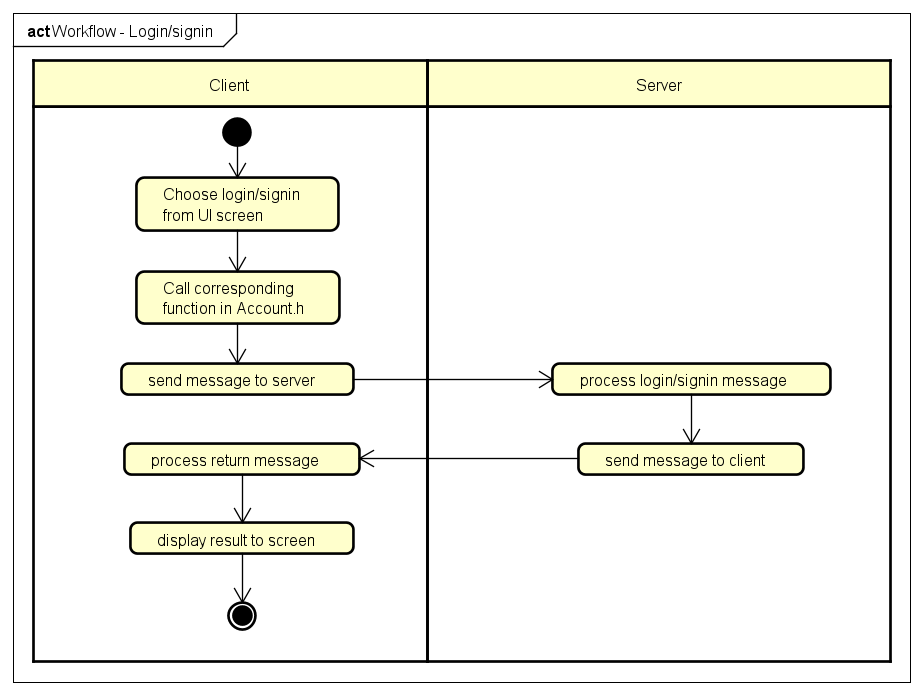 act Workflow - Login/signin
Client
Server
Choose login/signin
from UI screen
Call corresponding
function in Account.h
send message to server
process login/signin message
process return message
send message to client
display result to screen